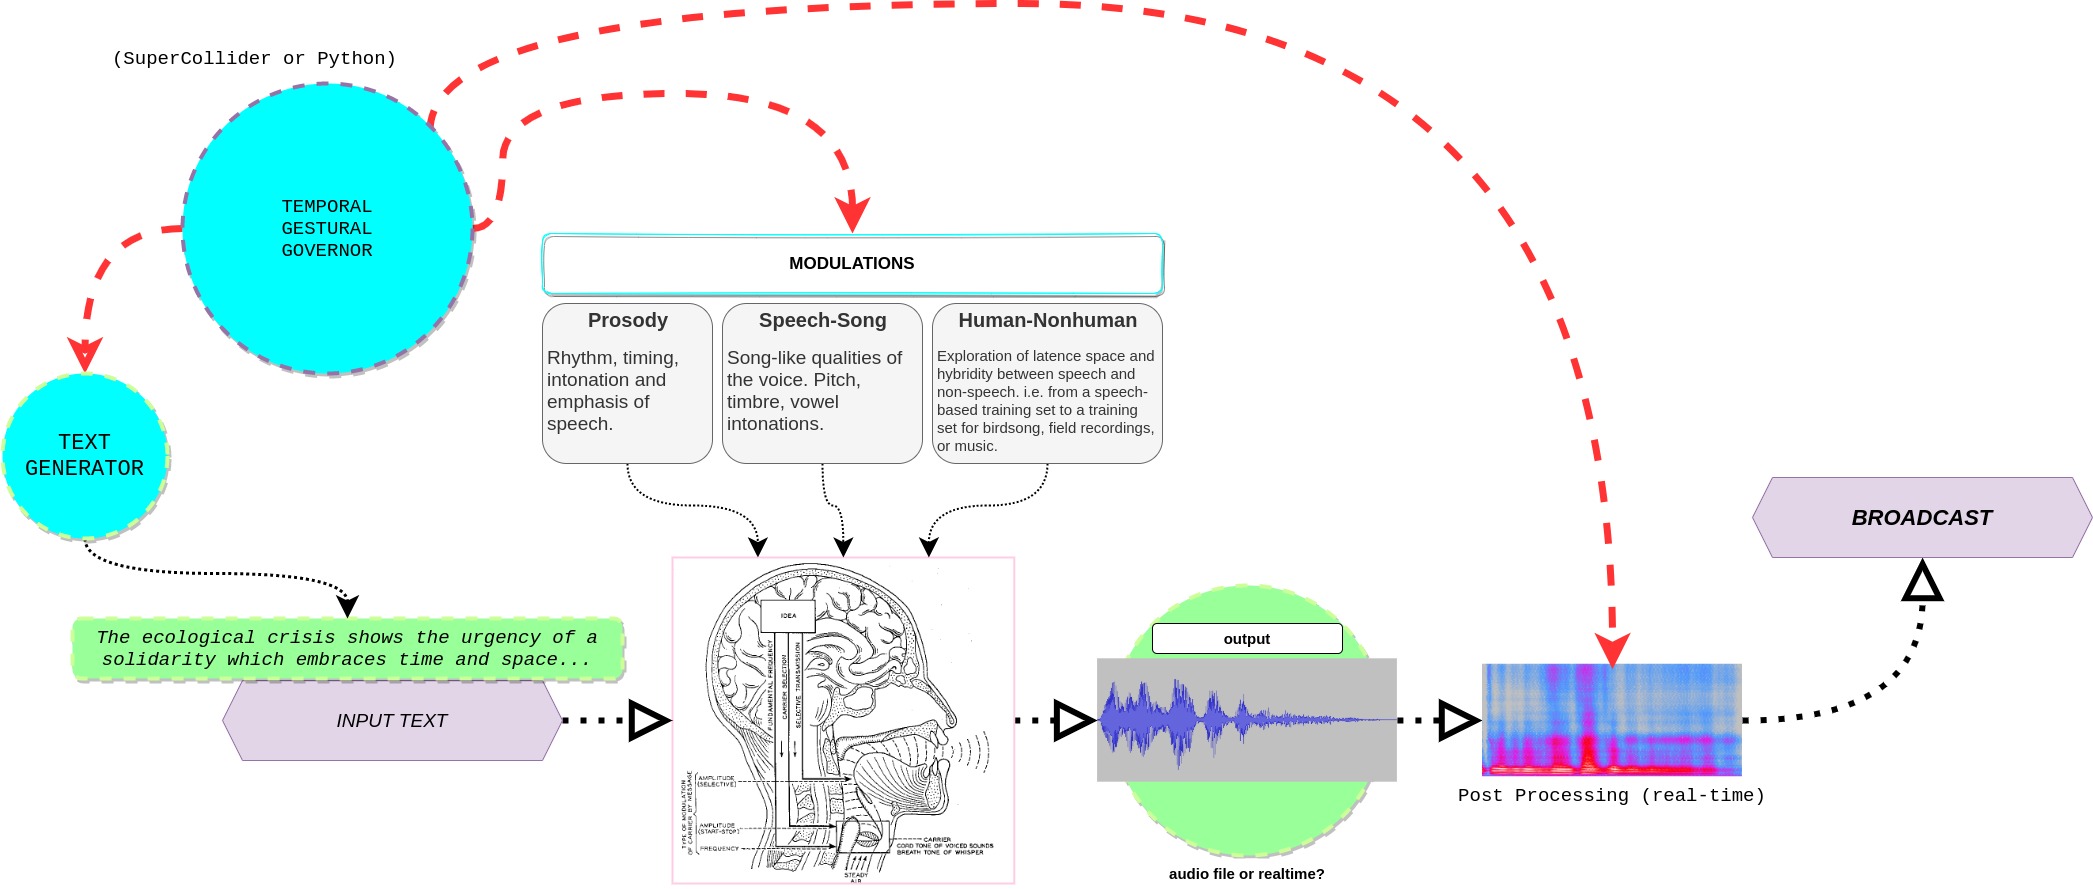 (SuperCollider or Python)
TEMPORAL
GESTURAL
GOVERNOR
TEXT
GENERATOR
MODULATIONS
Prosody
Rhythm, timing,
intonation and
emphasis of
speech.
Speech-Song
Song-like qualities of
the voice. Pitch,
timbre, vowel
intonations.
Human-Nonhuman
Exploration of latence space and
hybridity between speech and
non-speech. i.e. from a speech-
based training set to a training
set for birdsong, field recordings,
or music.
The ecological crisis shows the urgency of a
solidarity which embraces time and space...
INPUT TEXT
IDEA
FUNDAMENTAL FREQUENCY
CARRIER SELECTION
SELECTIVE TRANSMISSION
TYPE OF MODULATION
OF CARRIER BY MESSAGE
AMPLITUDE
(SELECTIVE)
AMPLITUDE
(START-STOP)
FREQUENCY
CARRIER
CORD TONE OF VOICED SOUNDS
BREATH TONE OF WHISPER
STEADY
AIR
output
audio file or realtime?
Post Processing (real-time)
BROADCAST